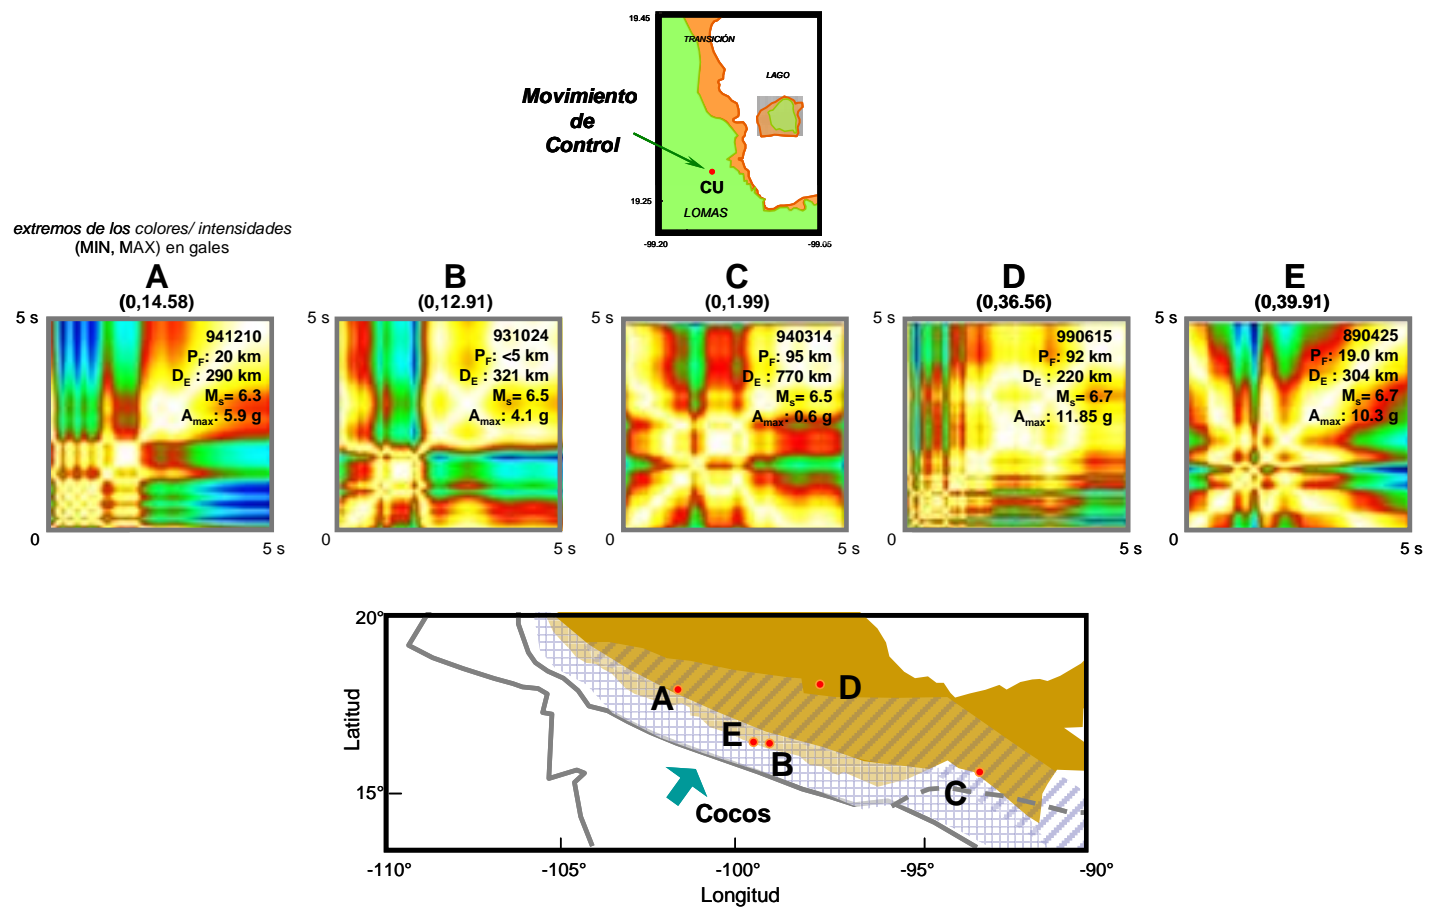 19.45
TRANSICIÓN
LAGO
Movimiento
de
Control
CU
19.25
LOMAS
-99.20
-99.05
extremos de los colores/ intensidades
(MIN, MAX) en gales
A
(0,14.58)
5 s
941210
PF: 20 km
DE : 290 km
Ms= 6.3
Amax: 5.9 g
0
5 s
B
(0,12.91)
5 s
931024
PF: <5 km
DE : 321 km
Ms= 6.5
Amax: 4.1 g
0
5 s
C
(0,1.99)
5 s
940314
PF: 95 km
DE : 770 km
Ms= 6.5
Amax: 0.6 g
0
5 s
D
(0,36.56)
5 s
990615
PF: 92 km
DE : 220 km
Ms= 6.7
Amax: 11.85 g
0
5 s
E
(0,39.91)
5 s
890425
PF: 19.0 km
DE : 304 km
Ms= 6.7
Amax: 10.3 g
0
5 s
20°
Latitud
15°
A
D
E
B
C
Cocos
-110°
-105°
-100°
-95°
-90°
Longitud